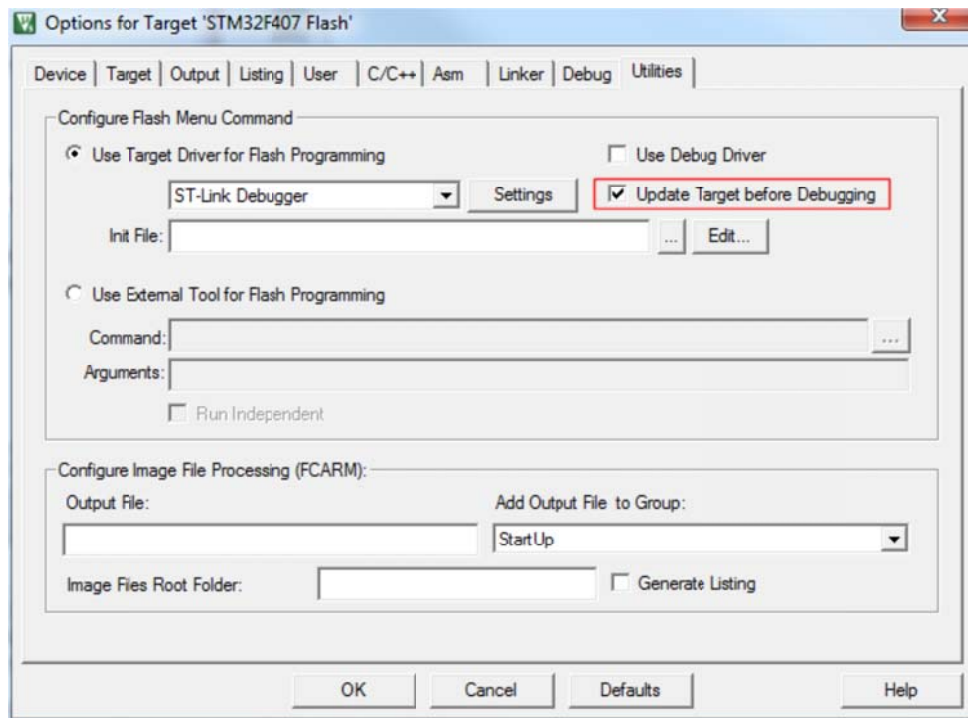 Options for Target 'STM32F407 Flash'
Device Target Output Listing User C/C++ Asm Linker Debug Utilities
Configure Flash Menu Command
Use Target Driver for Flash Programming
Use Debug Driver
ST-Link Debugger
Settings
Update Target before Debugging
Init File:
...
Edit...
Use External Tool for Flash Programming
Command:
...
Arguments:
Run Independent
Configure Image File Processing (FCARM):
Output File:
Add Output File to Group:
StartUp
Image Files Root Folder:
Generate Listing
OK
Cancel
Defaults
Help